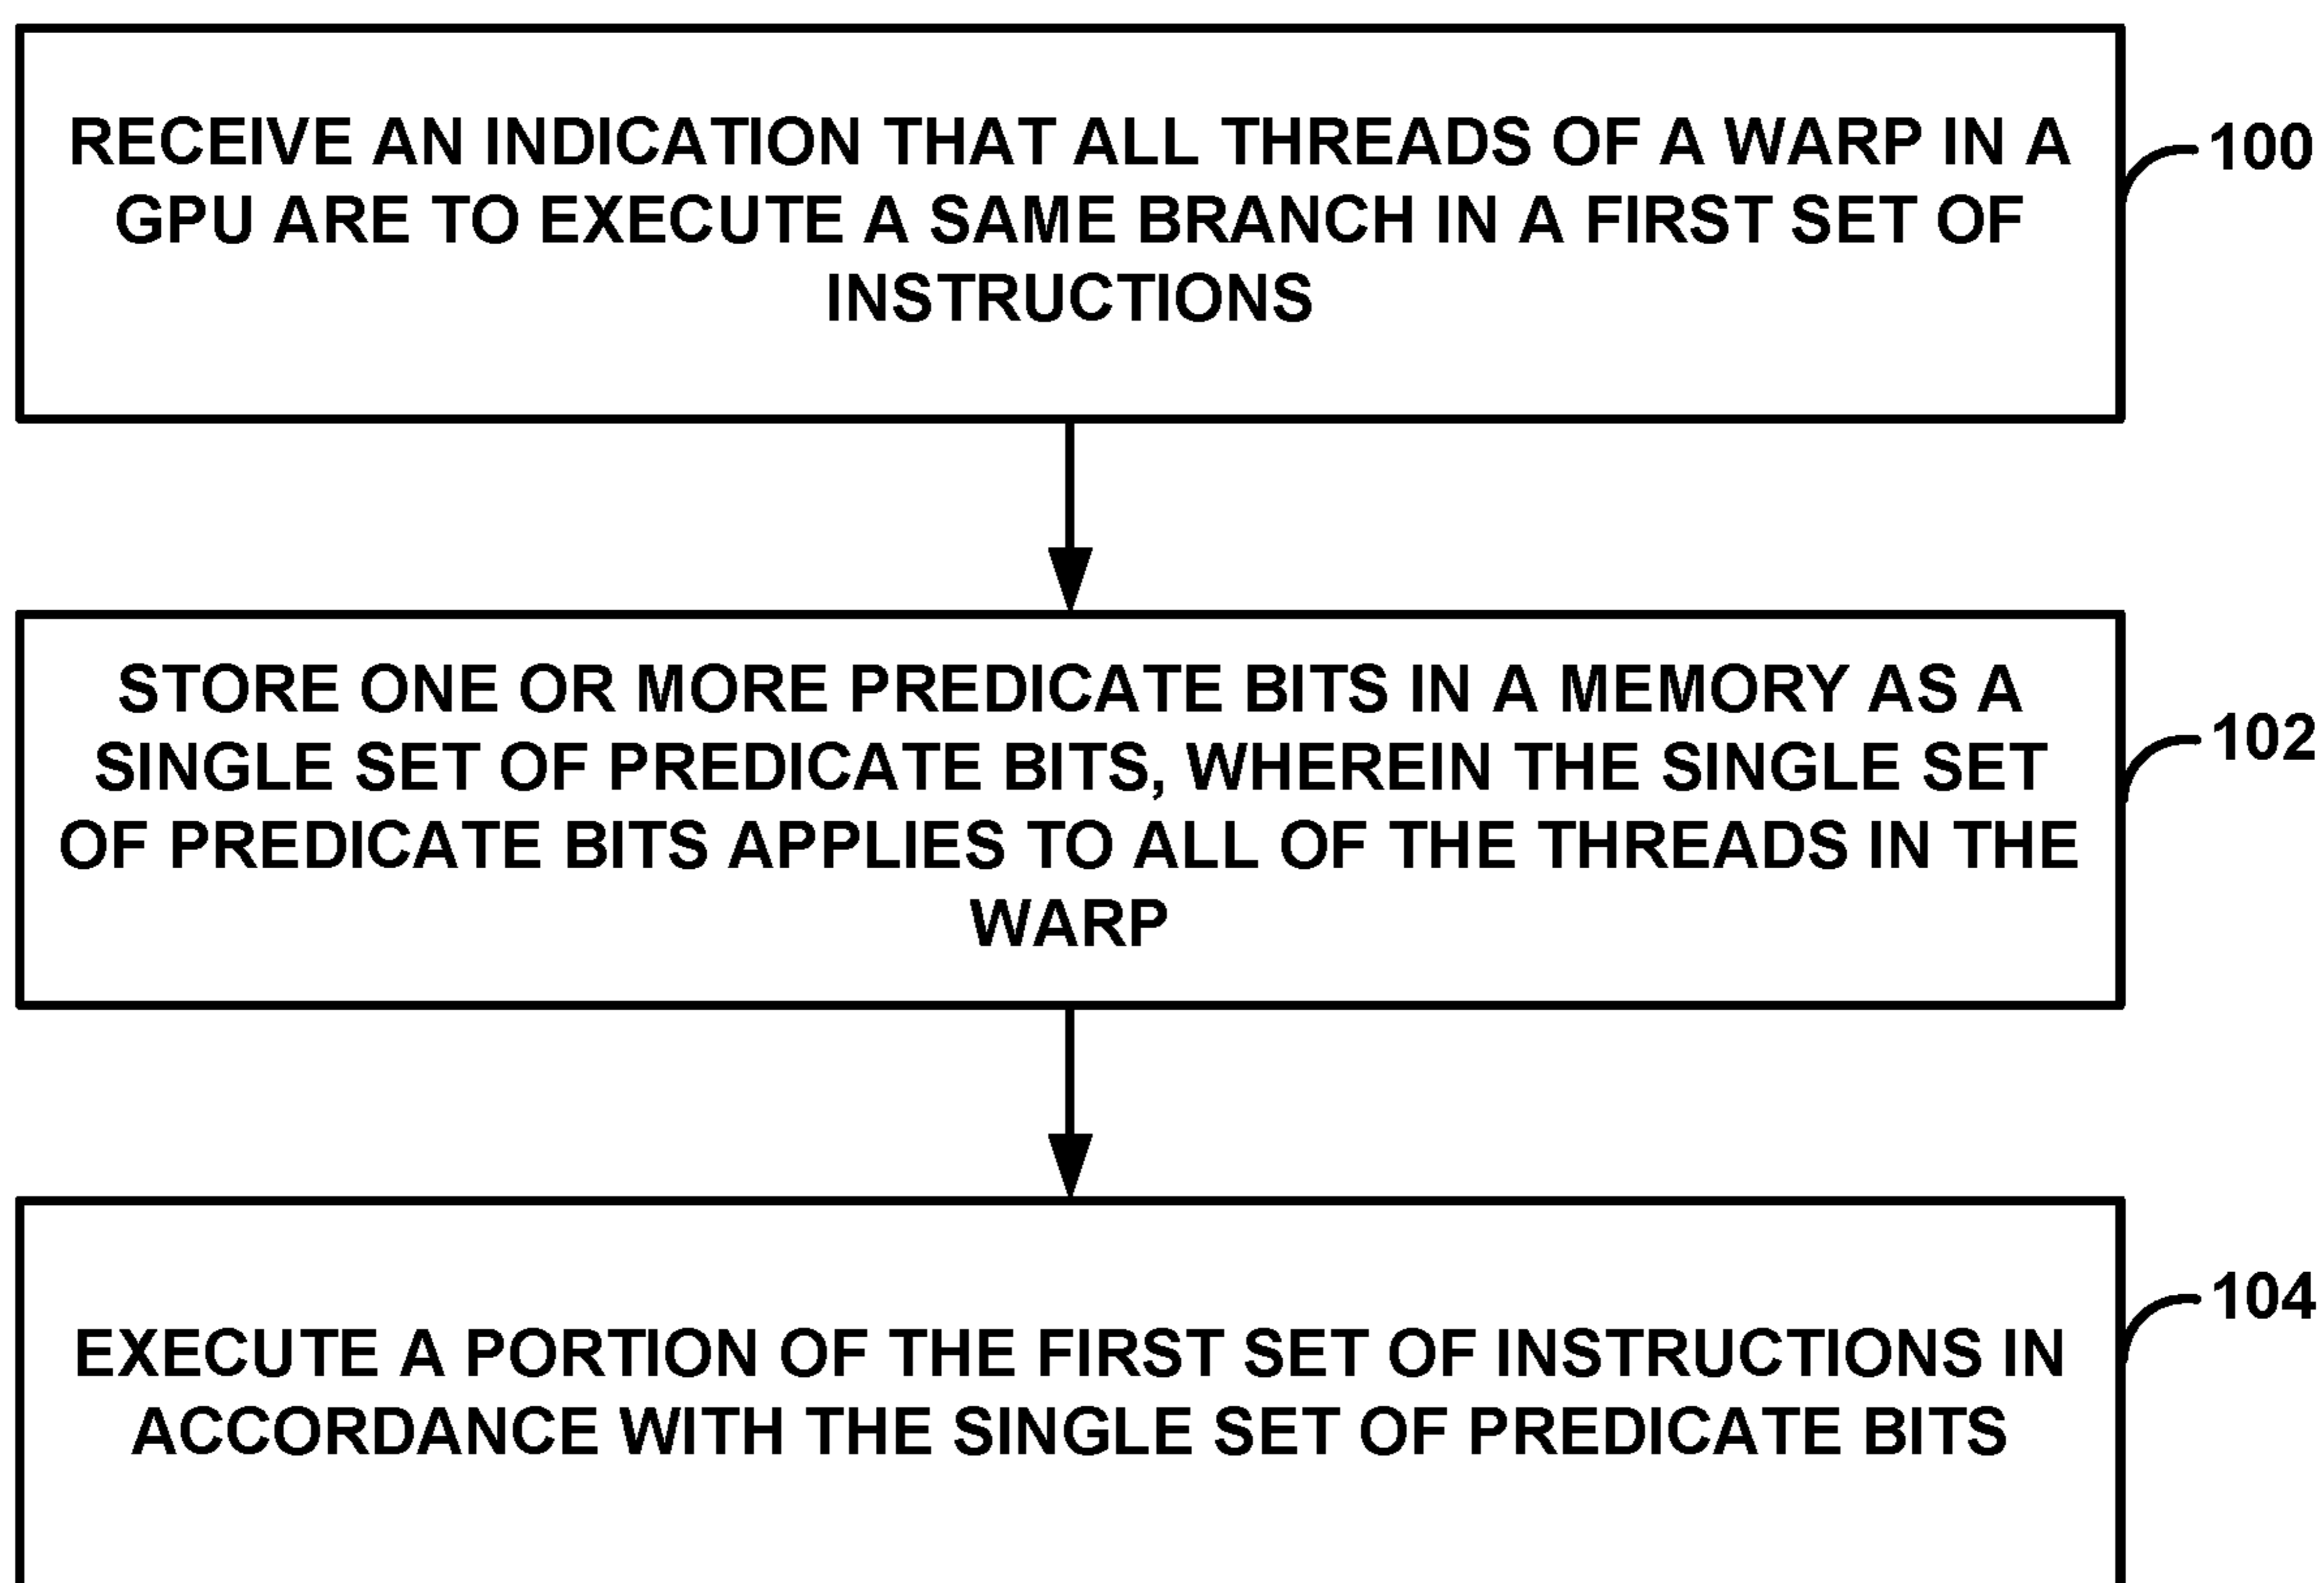 RECEIVE AN INDICATION THAT ALL THREADS OF A WARP IN A
GPU ARE TO EXECUTE A SAME BRANCH IN A FIRST SET OF
INSTRUCTIONS
100
STORE ONE OR MORE PREDICATE BITS IN A MEMORY AS A
SINGLE SET OF PREDICATE BITS, WHEREIN THE SINGLE SET
OF PREDICATE BITS APPLIES TO ALL OF THE THREADS IN THE
WARP
102
EXECUTE A PORTION OF THE FIRST SET OF INSTRUCTIONS IN
ACCORDANCE WITH THE SINGLE SET OF PREDICATE BITS
104